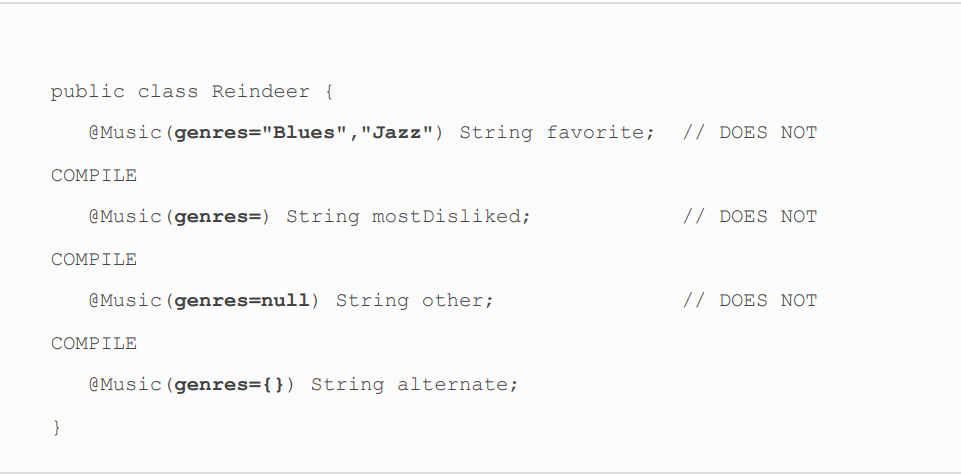 public class Reindeer {
@Music(genres="Blues","Jazz") String favorite;  // DOES NOT
COMPILE
@Music(genres=) String mostDisliked;  // DOES NOT
COMPILE
@Music(genres=null) String other;  // DOES NOT
COMPILE
@Music(genres={}) String alternate;
}